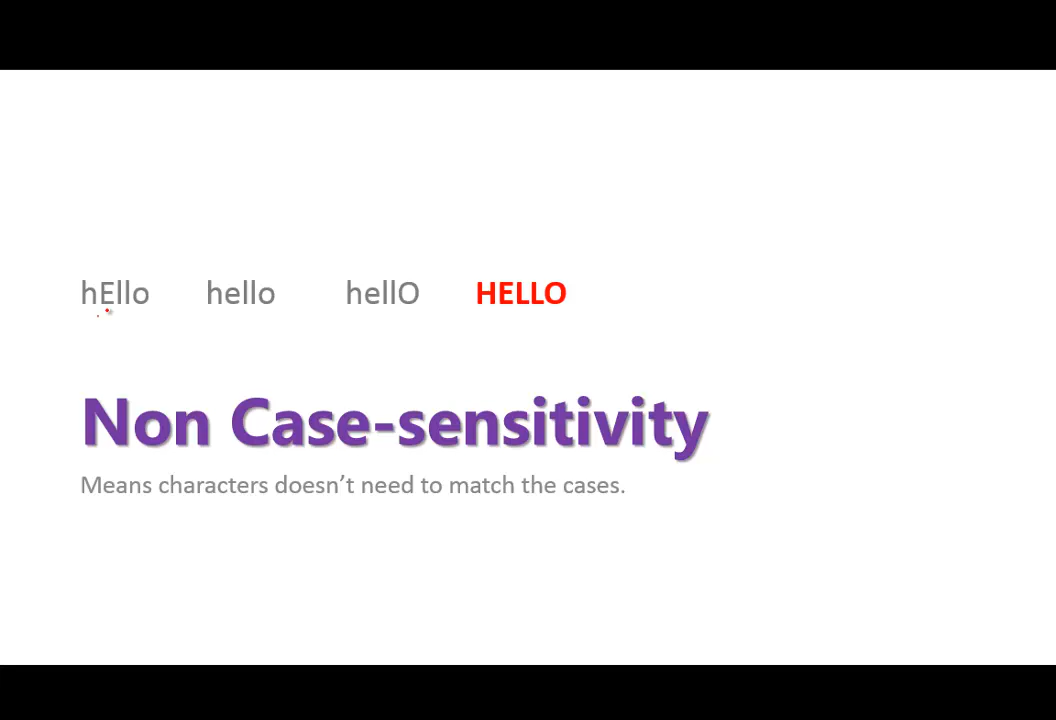 hEllo hello hellO HELLO
Non Case-sensitivity
Means characters doesn’t need to match the cases.